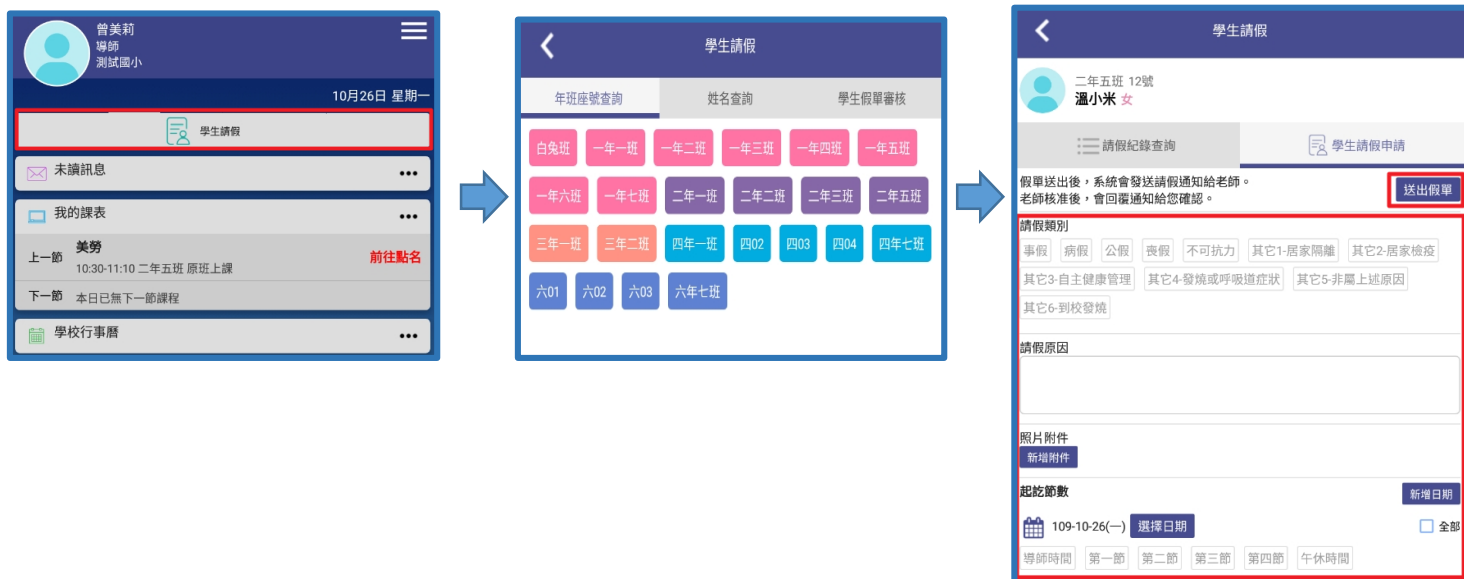 曾美莉
導師
測試國小
10月26日 星期一
學生請假
未讀訊息
我的課表
上一節 美勞 前往點名
10:30-11:10 二年五班 原班上課
下一節 本日已無下一節課程
學校行事曆
學生請假
年班座號查詢 姓名查詢 學生假單審核
白兔班 一年一班 一年二班 一年三班 一年四班 一年五班
一年六班 一年七班 二年一班 二年二班 二年三班 二年五班
三年一班 三年二班 四年一班 四02 四03 四04 四年七班
六01 六02 六03 六年七班
學生請假
二年五班 12號
溫小米 女
請假紀錄查詢 學生請假申請
假單送出後，系統會發送請假通知給老師。
老師核准後，會回覆通知給您確認。
送出假單
請假類別
事假 病假 公假 喪假 不可抗力 其它1-居家隔離 其它2-居家檢疫
其它3-自主健康管理 其它4-發燒或呼吸道症狀 其它5-非屬上述原因
其它6-到校發燒
請假原因
照片附件
新增附件
起訖節數 新增日期
109-10-26(一) 選擇日期 全部
導師時間 第一節 第二節 第三節 第四節 午休時間